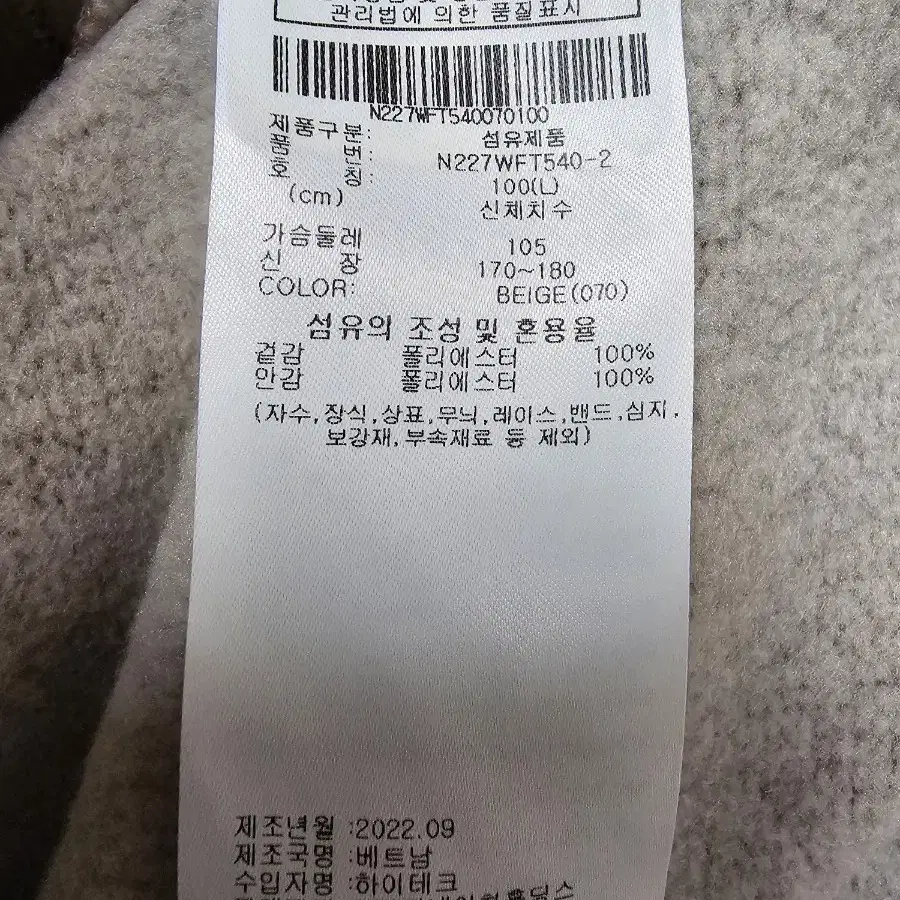 관리법에 의한 품질표시
N227WFT540070100
제품구분: 섬유제품
품 번: N227WFT540-2
호 칭: 100(L)
(cm) 신체치수
가슴둘레 105
신 장 170~180
COLOR: BEIGE(070)
섬유의 조성 및 혼용율
겉감 폴리에스터 100%
안감 폴리에스터 100%
(자수,장식,상표,무늬,레이스,밴드,심지,
보강재,부속재료 등 제외)
제조년월 :2022.09
제조국명 :베트남
수입자명 :하이테크